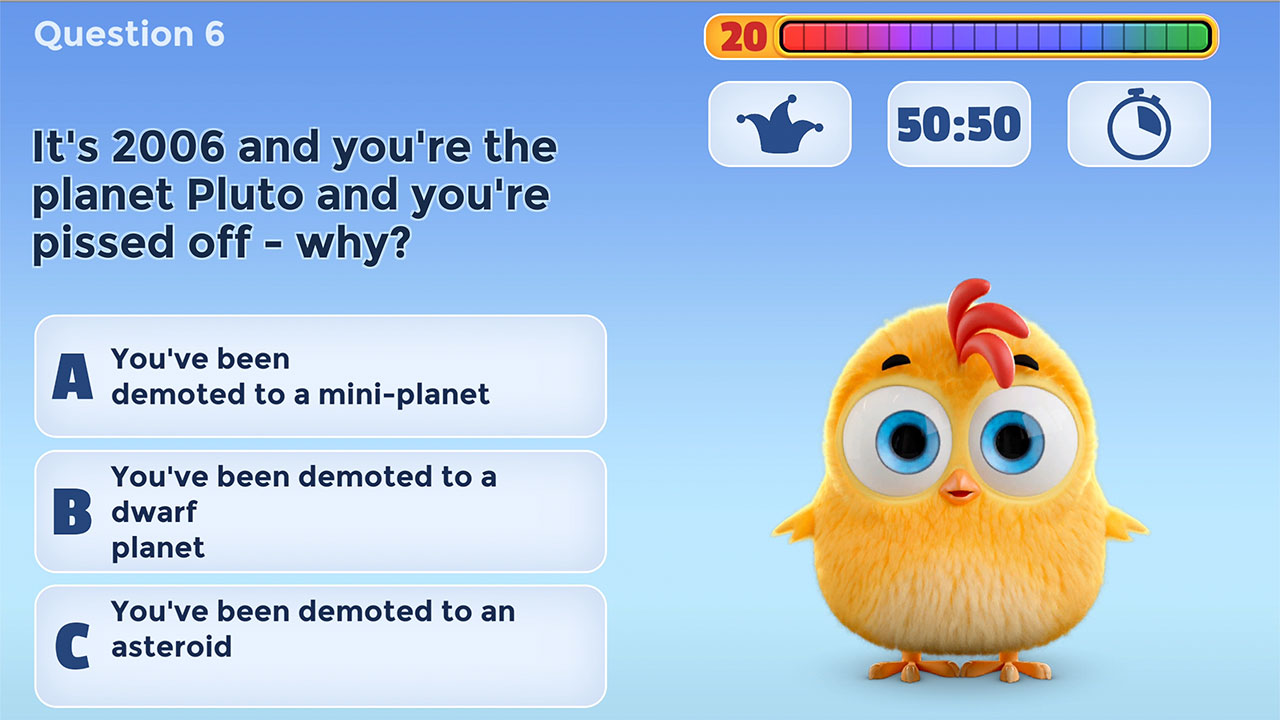 Question 6
20
50:50
It's 2006 and you're the
planet Pluto and you're
pissed off - why?
A
You've been
demoted to a mini-planet
B
You've been demoted to a
dwarf
planet
C
You've been demoted to an
asteroid